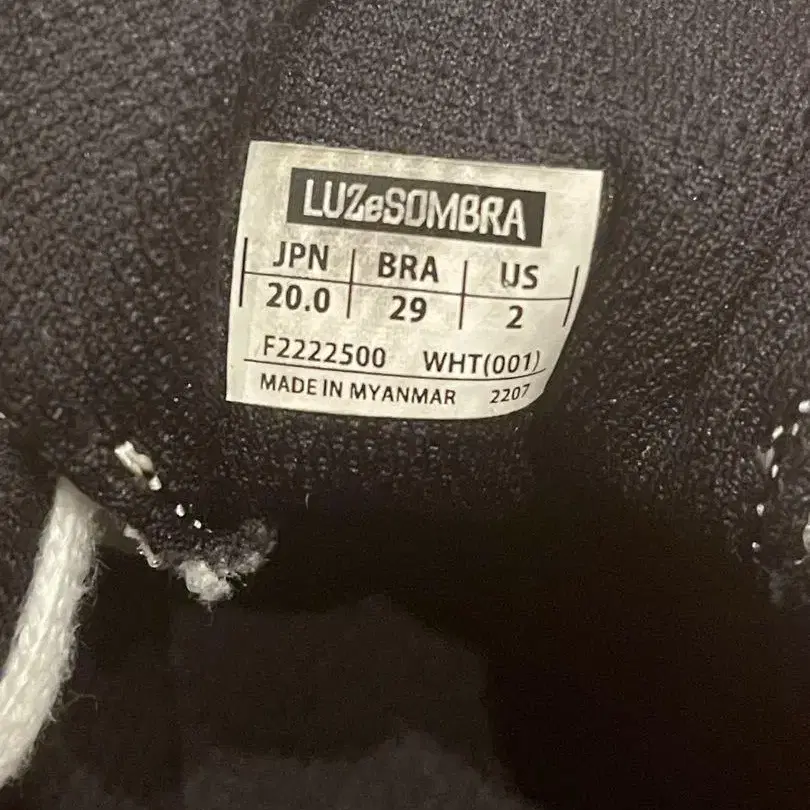 LUZeSOMBRA
JPN BRA US
20.0 29 2
F2222500 WHT(001)
MADE IN MYANMAR 2207